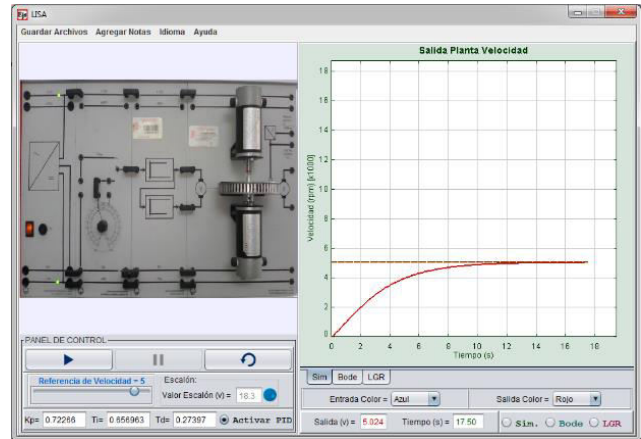 LISA
Guardar Archivos Agregar Notas Idioma Ayuda
Salida Planta Velocidad
Velocidad (rpm) [x1000]
18
16
14
12
10
8
6
4
2
0
0 2 4 6 8 10 12 14 16 18
Tiempo (s)
PANEL DE CONTROL
Referencia de Velocidad = 5
Escalón:
Valor Escalón (v) = 18.3
Kp= 0.72266 Ti= 0.656963 Td= 0.27397 Activar PID
Sim Bode LGR
Entrada Color = Azul Salida Color = Rojo
Salida (v) = 5.024 Tiempo (s) = 17.50 Sim. Bode LGR